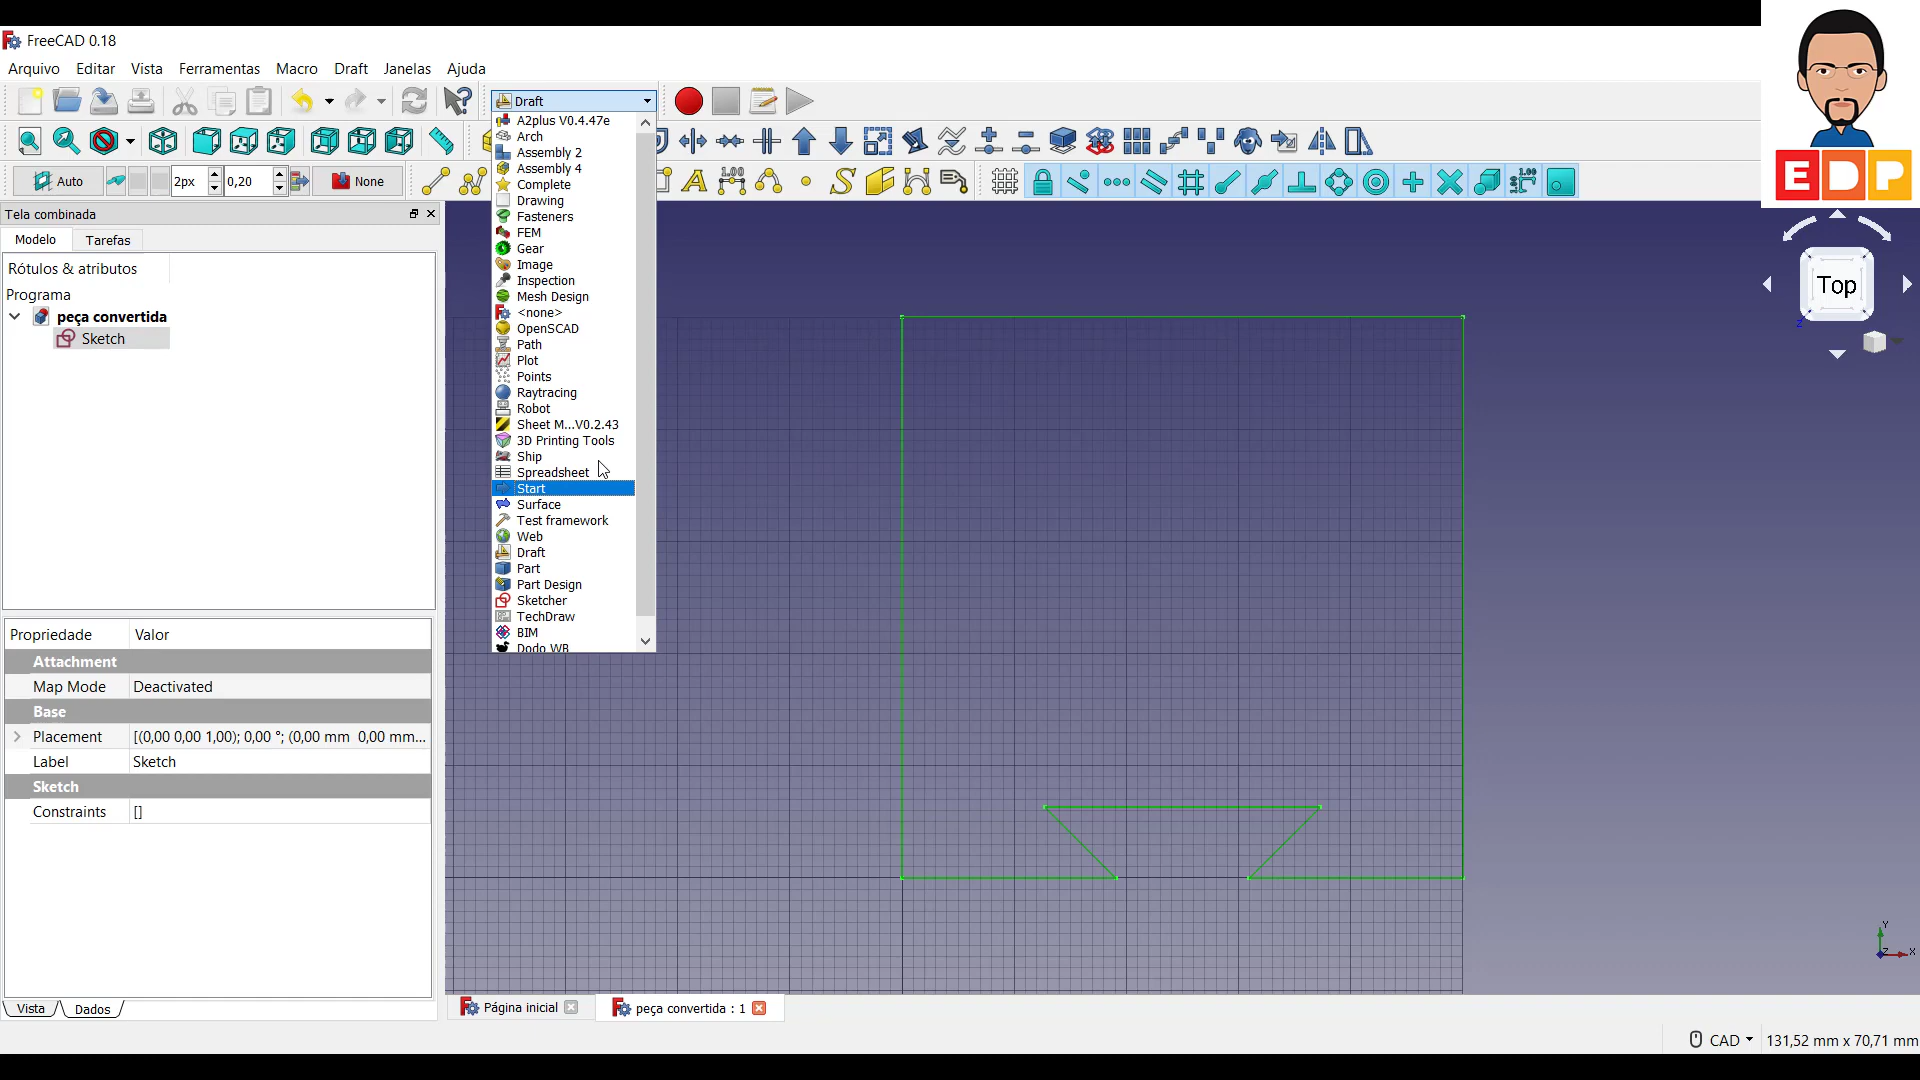 FreeCAD 0.18
Arquivo Editar Vista Ferramentas Macro Draft Janelas Ajuda
Draft
Auto 2px 0,20 None
A2plus V0.4.47e
Arch
Assembly 2
Assembly 4
Complete
Drawing
Fasteners
FEM
Gear
Image
Inspection
Mesh Design
<none>
OpenSCAD
Path
Plot
Points
Raytracing
Robot
Sheet M...V0.2.43
3D Printing Tools
Ship
Spreadsheet
Start
Surface
Test framework
Web
Draft
Part
Part Design
Sketcher
TechDraw
BIM
Dodo WB
EDP
Top
Z
Tela combinada
Modelo Tarefas
Rótulos & atributos
Programa
peça convertida
Sketch
Propriedade Valor
Attachment
Map Mode Deactivated
Base
Placement [(0,00 0,00 1,00); 0,00 °; (0,00 mm 0,00 mm...
Label Sketch
Sketch
Constraints []
Vista Dados
Página inicial peça convertida : 1
Y
Z X
CAD 131,52 mm x 70,71 mm